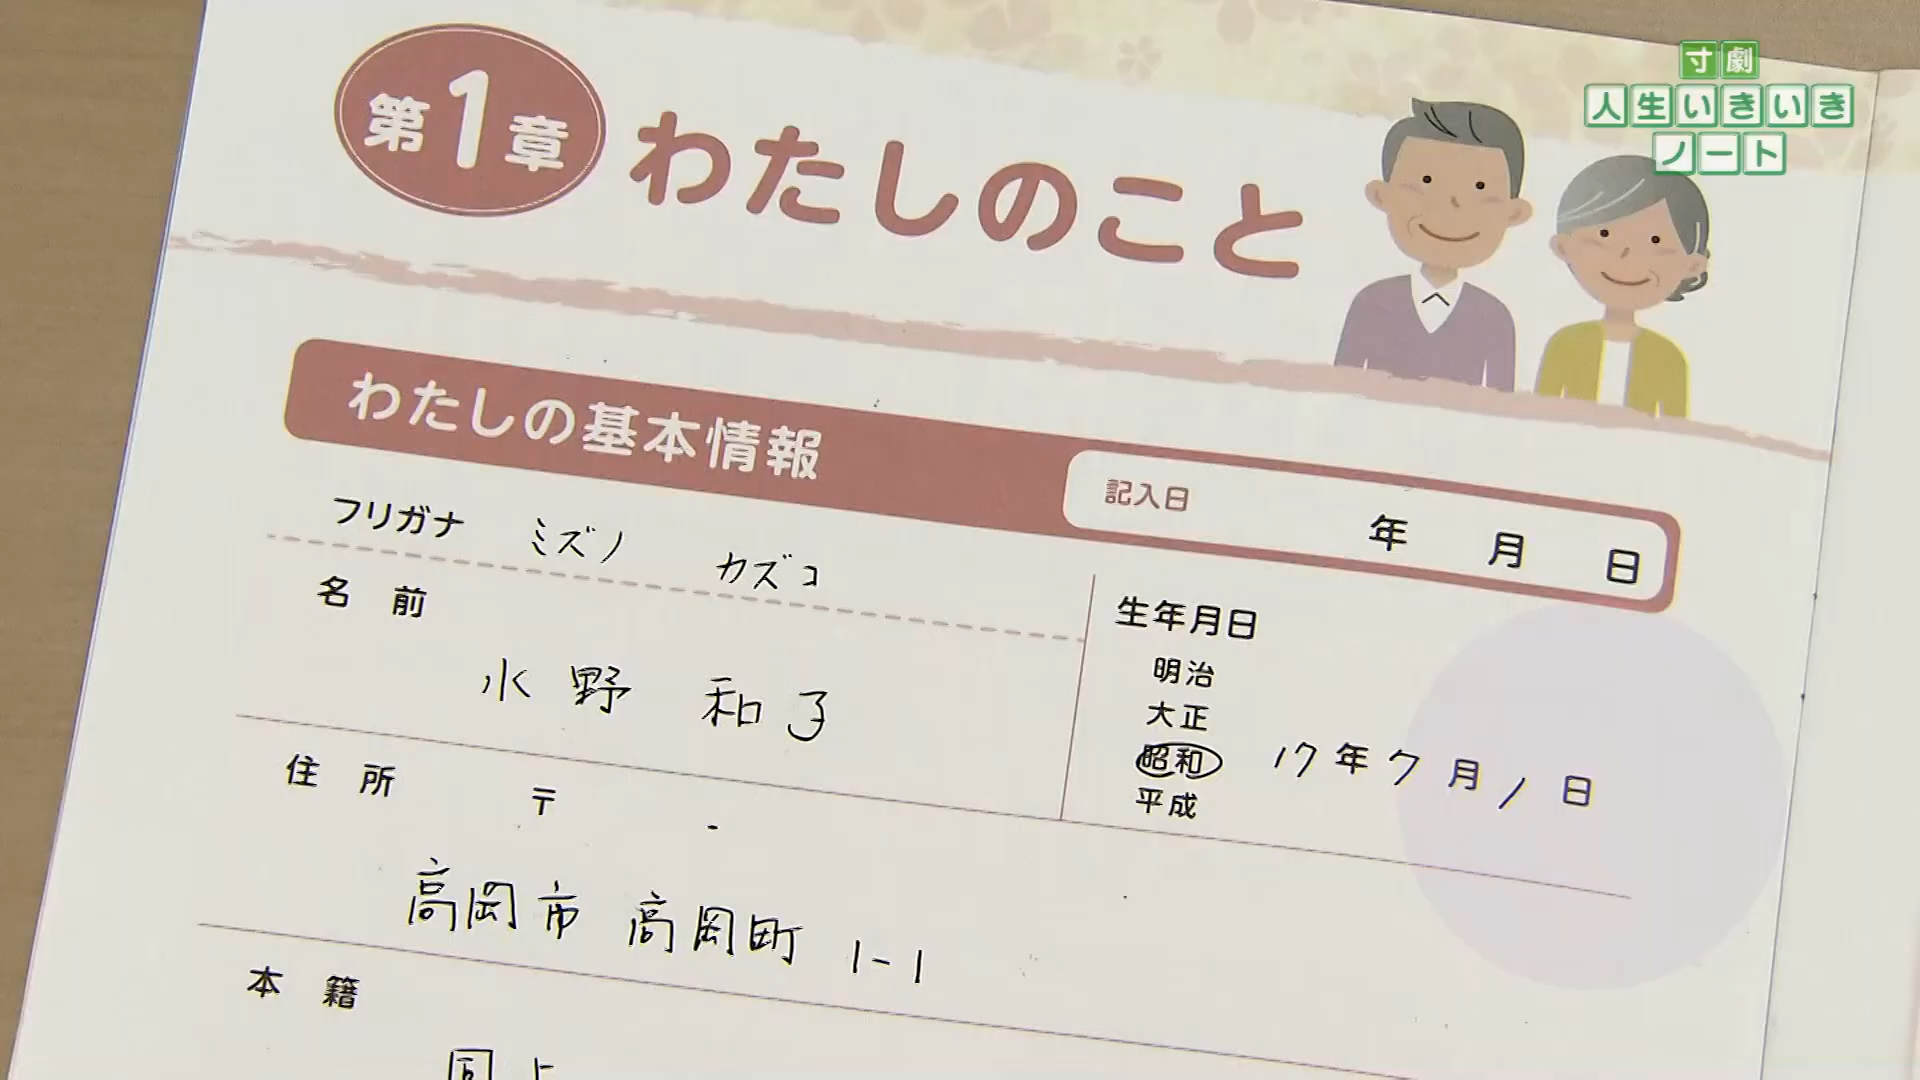 寸劇
人生いきいき
ノート
第1章 わたしのこと
わたしの基本情報
記入日 年 月 日
フリガナ ミズノ カズコ
名前
水野 和子
生年月日
明治
大正
昭和 17年7月1日
平成
住所 〒 -
高岡市 高岡町 1-1
本籍
同上